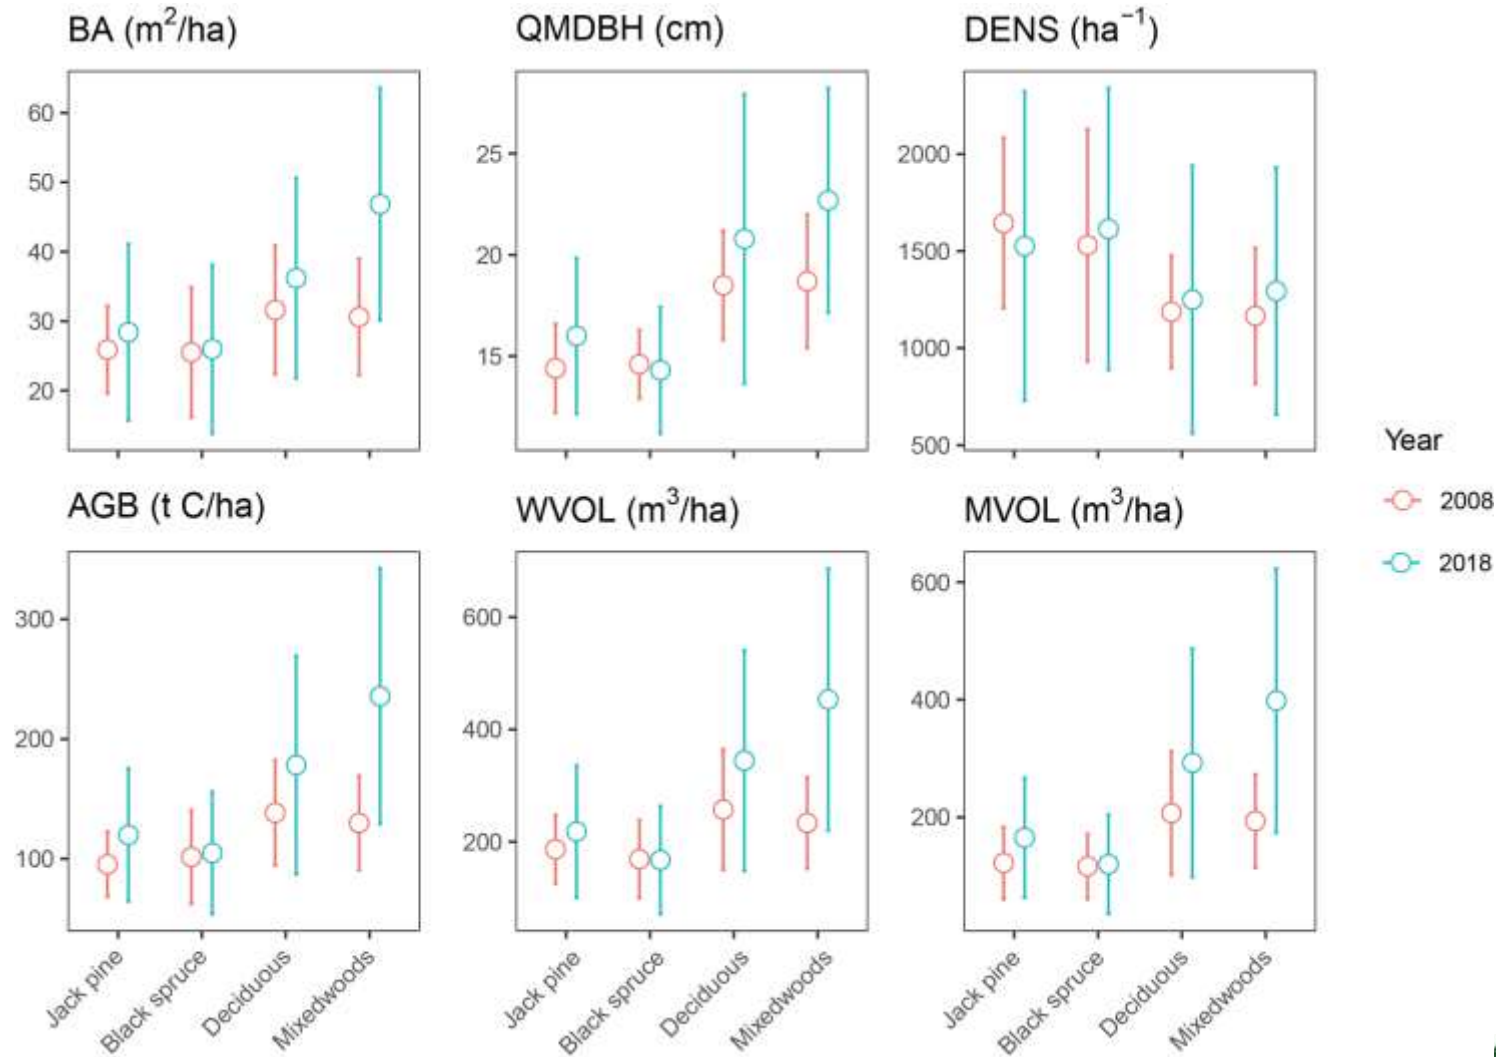 BA (m²/ha)
QMDBH (cm)
DENS (ha⁻¹)
60
50
40
30
20
25
20
15
2000
1500
1000
500
AGB (t C/ha)
WVOL (m³/ha)
MVOL (m³/ha)
300
200
100
600
400
200
600
400
200
Jack pine
Black spruce
Deciduous
Mixedwoods
Jack pine
Black spruce
Deciduous
Mixedwoods
Jack pine
Black spruce
Deciduous
Mixedwoods
Year
2008
2018